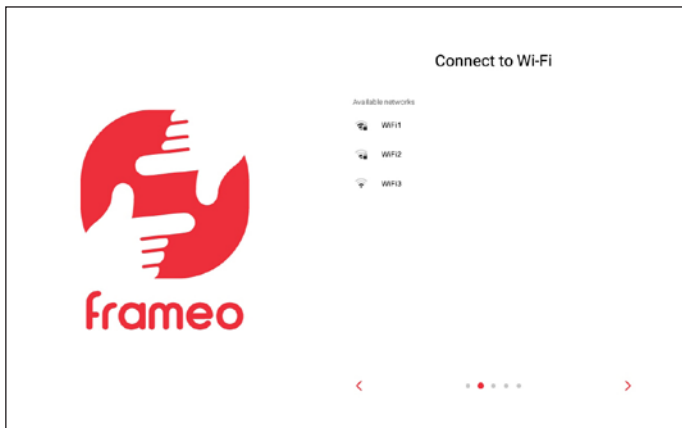 Connect to Wi-Fi
Available networks
WiFi1
WiFi2
WiFi3
frameo